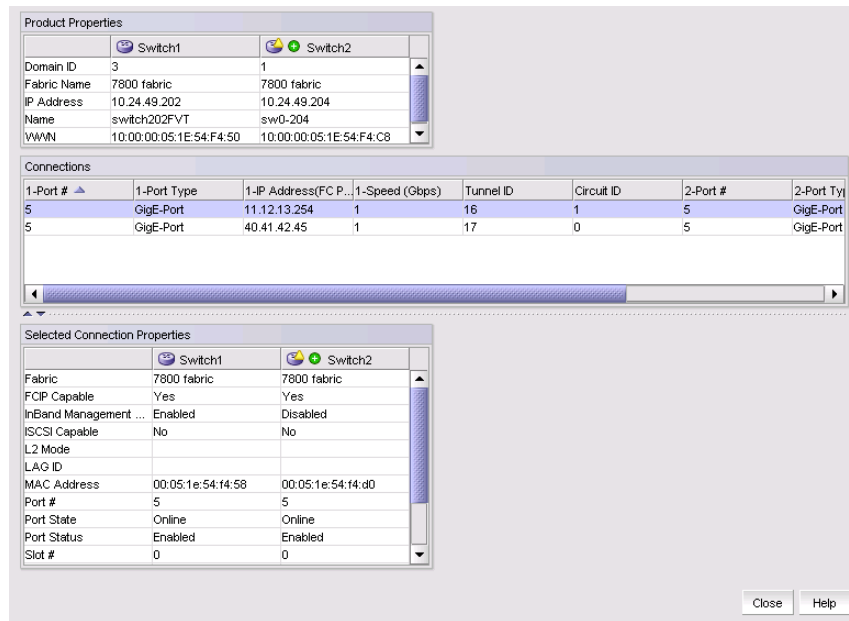 Product Properties
Switch1 Switch2
Domain ID 3 1
Fabric Name 7800 fabric 7800 fabric
IP Address 10.24.49.202 10.24.49.204
Name switch202FVT sw0-204
WWN 10:00:00:05:1E:54:F4:50 10:00:00:05:1E:54:F4:C8
Connections
1-Port # 1-Port Type 1-IP Address(FC P... 1-Speed (Gbps) Tunnel ID Circuit ID 2-Port # 2-Port Typ
5 GigE-Port 11.12.13.254 1 16 1 5 GigE-Port
5 GigE-Port 40.41.42.45 1 17 0 5 GigE-Port
Selected Connection Properties
Switch1 Switch2
Fabric 7800 fabric 7800 fabric
FCIP Capable Yes Yes
InBand Management ... Enabled Disabled
ISCSI Capable No No
L2 Mode
LAG ID
MAC Address 00:05:1e:54:f4:58 00:05:1e:54:f4:d0
Port # 5 5
Port State Online Online
Port Status Enabled Enabled
Slot # 0 0
Close Help